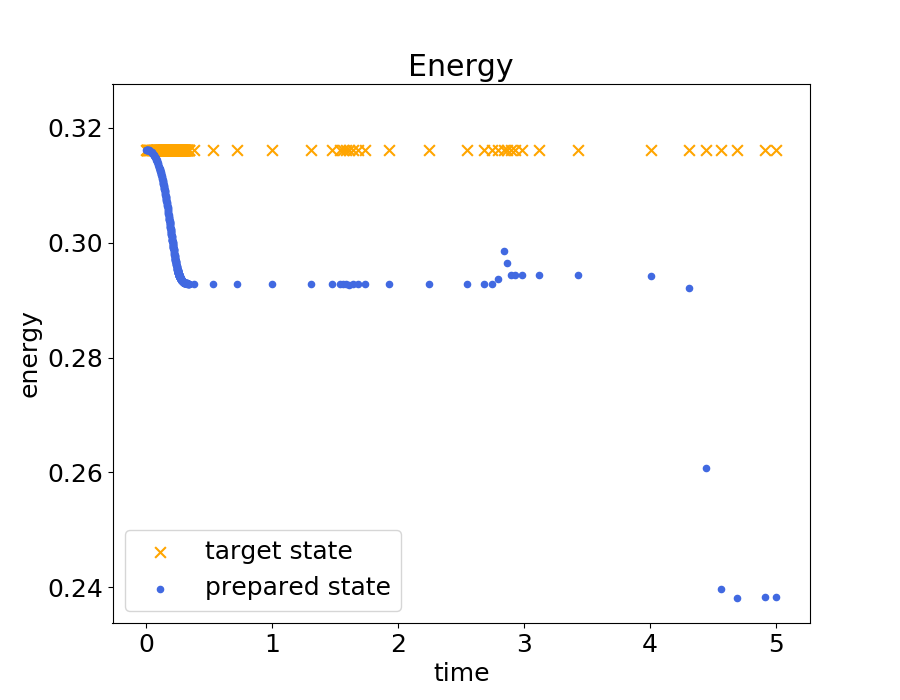 Energy
0.32
0.30
0.28
0.26
0.24
energy
target state
prepared state
0 1 2 3 4 5
time